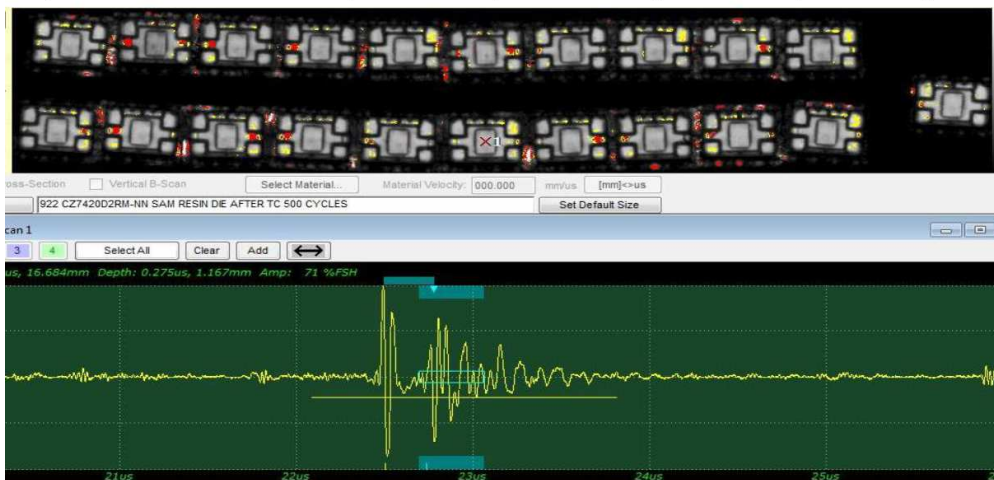 1
oss-Section Vertical B-Scan Select Material... Material Velocity: 000.000 mm/us [mm]<>us
922 CZ7420D2RM-NN SAM RESIN DIE AFTER TC 500 CYCLES Set Default Size
can 1
3 4 Select All Clear Add
us, 16.684mm Depth: 0.275us, 1.167mm Amp: 71 %FSH
21us 22us 23us 24us 25us